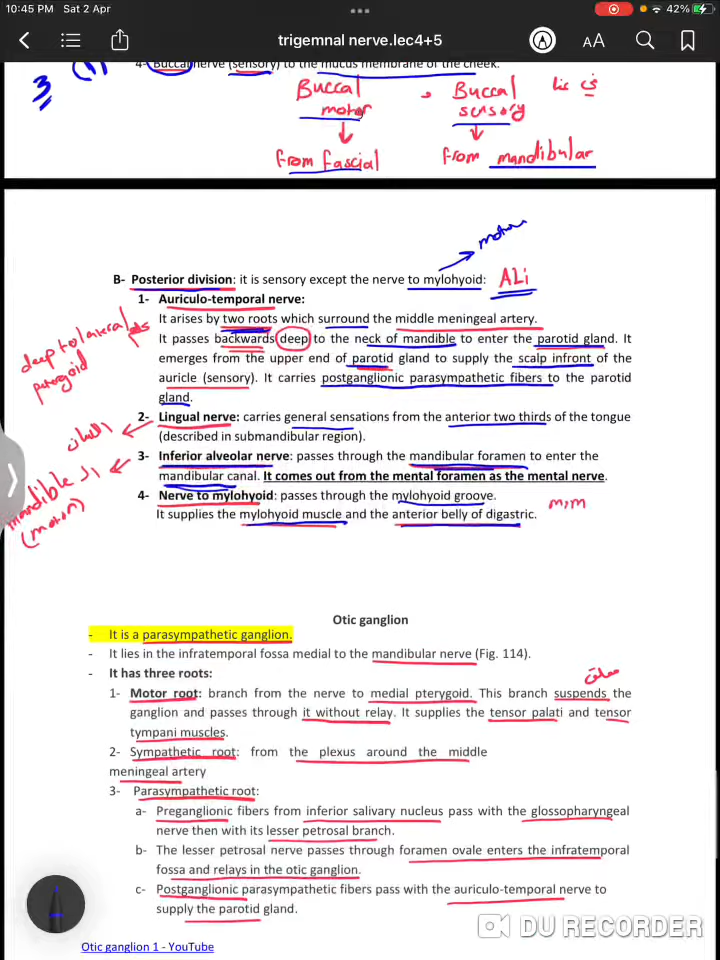 10:45 PM Sat 2 Apr
42%
trigemnal nerve.lec4+5
AA
4- Buccal nerve (sensory) to the mucus membrane of the cheek.
3 (1)
Buccal motor
Buccal sensory
from fascial
from mandibular
motor
B- Posterior division: it is sensory except the nerve to mylohyoid: ALi
1- Auriculo-temporal nerve:
It arises by two roots which surround the middle meningeal artery.
It passes backwards deep to the neck of mandible to enter the parotid gland. It
emerges from the upper end of parotid gland to supply the scalp infront of the
auricle (sensory). It carries postganglionic parasympathetic fibers to the parotid
gland.
deep to lateral
pterygoid
2- Lingual nerve: carries general sensations from the anterior two thirds of the tongue
(described in submandibular region).
3- Inferior alveolar nerve: passes through the mandibular foramen to enter the
mandibular canal. It comes out from the mental foramen as the mental nerve.
mandible
(motor)
4- Nerve to mylohyoid: passes through the mylohyoid groove.
It supplies the mylohyoid muscle and the anterior belly of digastric.
Otic ganglion
- It is a parasympathetic ganglion.
- It lies in the infratemporal fossa medial to the mandibular nerve (Fig. 114).
- It has three roots:
1- Motor root: branch from the nerve to medial pterygoid. This branch suspends the
ganglion and passes through it without relay. It supplies the tensor palati and tensor
tympani muscles.
2- Sympathetic root: from the plexus around the middle
meningeal artery
3- Parasympathetic root:
a- Preganglionic fibers from inferior salivary nucleus pass with the glossopharyngeal
nerve then with its lesser petrosal branch.
b- The lesser petrosal nerve passes through foramen ovale enters the infratemporal
fossa and relays in the otic ganglion.
c- Postganglionic parasympathetic fibers pass with the auriculo-temporal nerve to
supply the parotid gland.
DU RECORDER
Otic ganglion 1 - YouTube